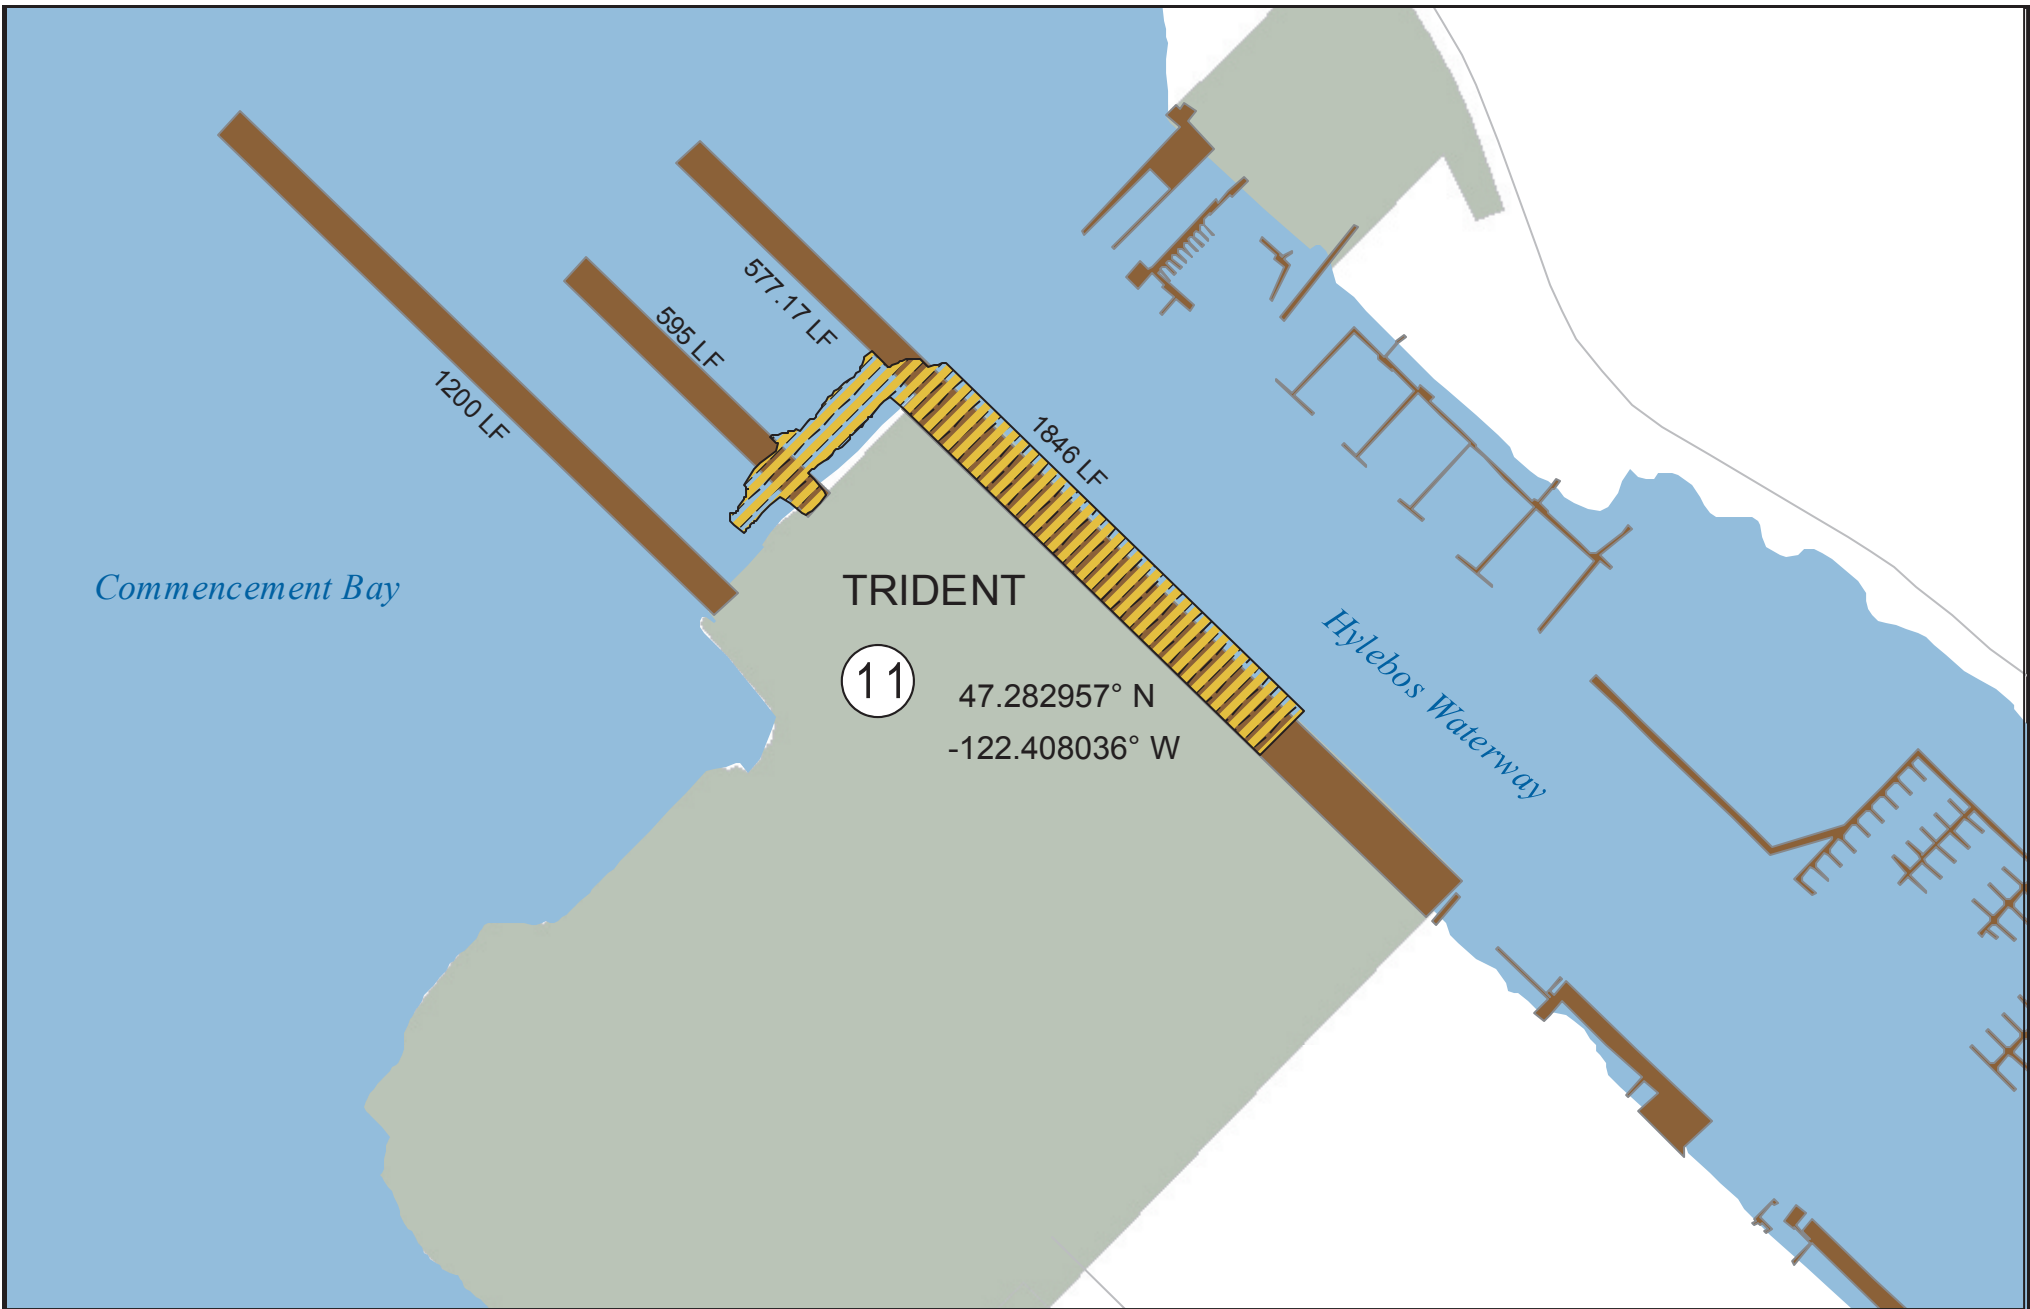 577.17 LF
595 LF
1200 LF
1846 LF
Commencement Bay
TRIDENT
Hylebos Waterway
11
47.282957° N
-122.408036° W